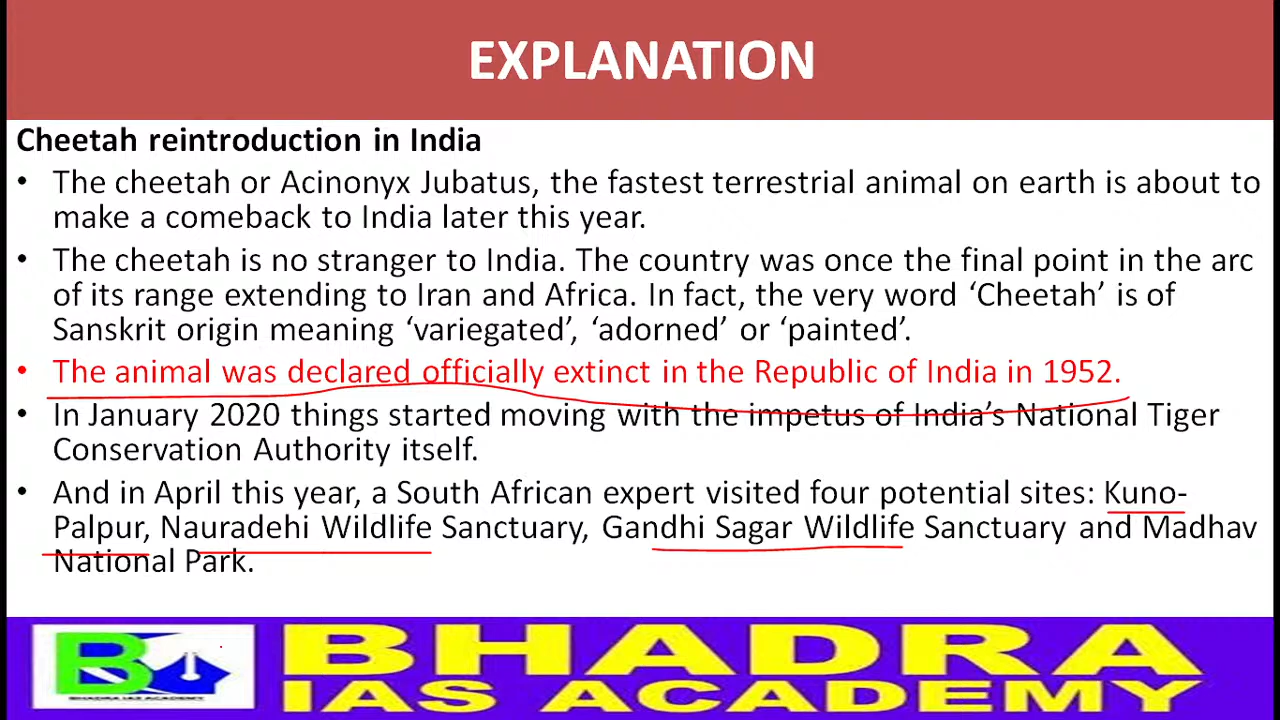 EXPLANATION
Cheetah reintroduction in India
• The cheetah or Acinonyx Jubatus, the fastest terrestrial animal on earth is about to
make a comeback to India later this year.
• The cheetah is no stranger to India. The country was once the final point in the arc
of its range extending to Iran and Africa. In fact, the very word ‘Cheetah’ is of
Sanskrit origin meaning ‘variegated’, ‘adorned’ or ‘painted’.
• The animal was declared officially extinct in the Republic of India in 1952.
• In January 2020 things started moving with the impetus of India’s National Tiger
Conservation Authority itself.
• And in April this year, a South African expert visited four potential sites: Kuno-
Palpur, Nauradehi Wildlife Sanctuary, Gandhi Sagar Wildlife Sanctuary and Madhav
National Park.
B
BHADRA IAS ACADEMY
BHADRA
IAS ACADEMY